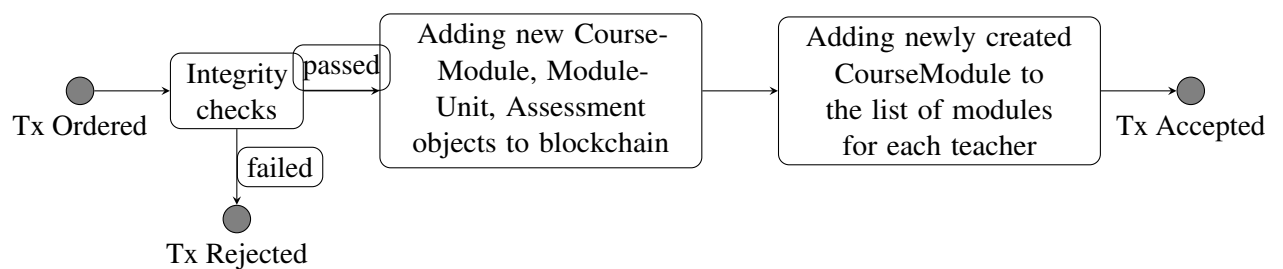 Tx Ordered
Integrity
checks
passed
failed
Tx Rejected
Adding new Course-
Module, Module-
Unit, Assessment
objects to blockchain
Adding newly created
CourseModule to
the list of modules
for each teacher
Tx Accepted